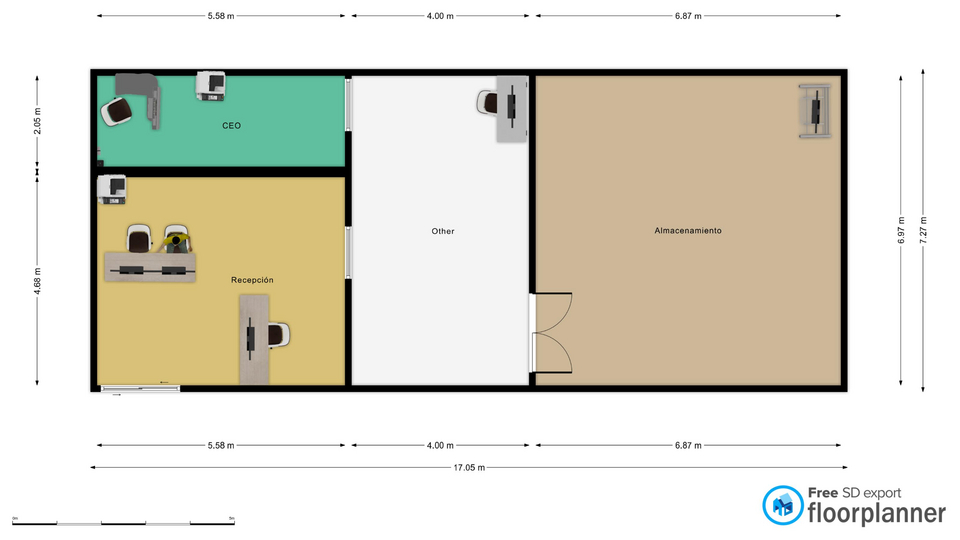 5.58 m
4.00 m
6.87 m
2.05 m
CEO
6.97 m
7.27 m
Other
Almacenamiento
4.68 m
Recepción
5.58 m
4.00 m
6.87 m
17.05 m
0m
5m
Free SD export
floorplanner